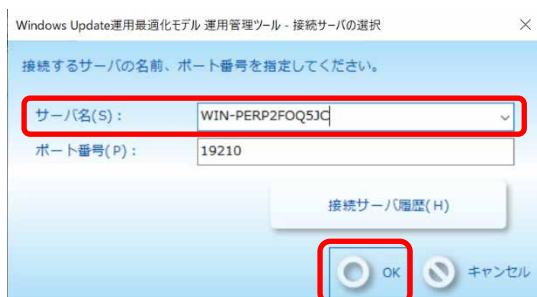 Windows Update運用最適化モデル 運用管理ツール - 接続サーバの選択
接続するサーバの名前、ポート番号を指定してください。
サーバ名(S)： WIN-PERP2FOQ5JC
ポート番号(P)： 19210
接続サーバ履歴(H)
OK キャンセル